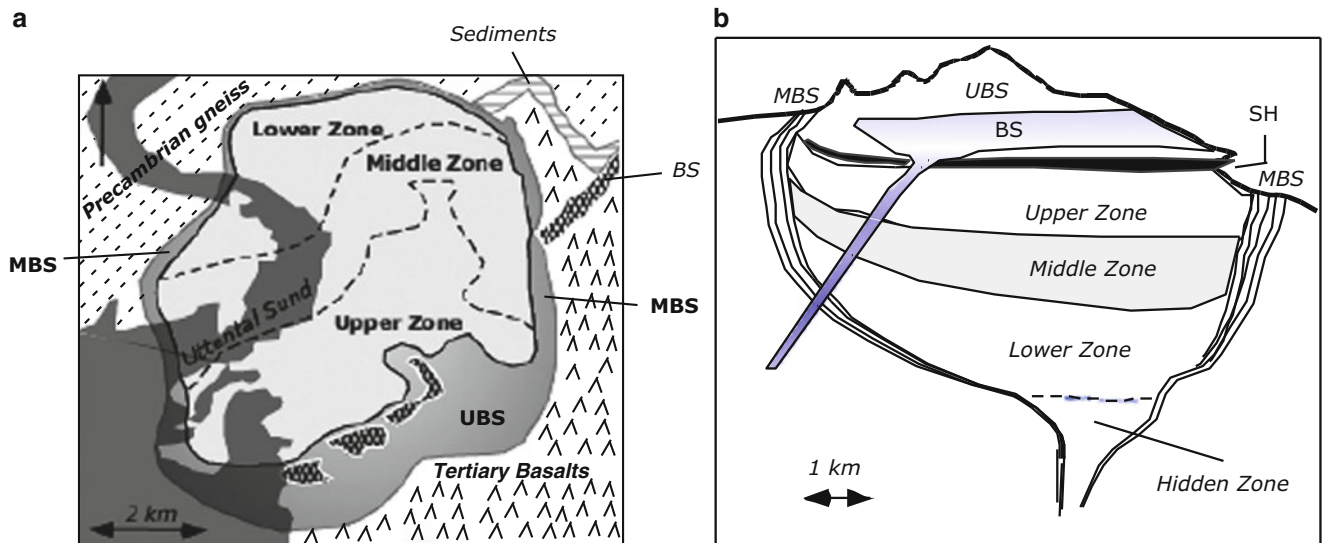 a
Sediments
Precambrian gneiss
Lower Zone
Middle Zone
BS
MBS
MBS
Uttental Sund
Upper Zone
UBS
Tertiary Basalts
2 km
b
MBS
UBS
BS
SH
MBS
Upper Zone
Middle Zone
Lower Zone
1 km
Hidden Zone